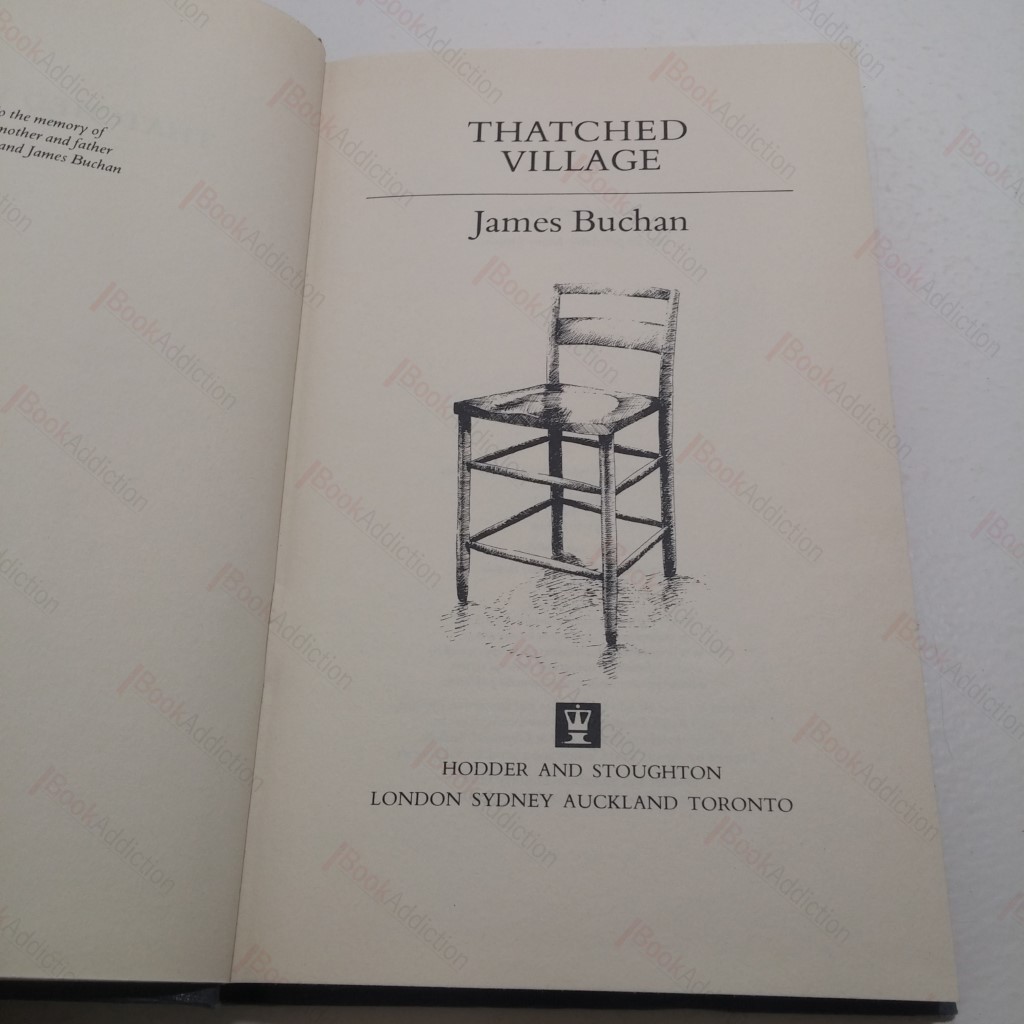 o the memory of
mother and father
and James Buchan
THATCHED
VILLAGE
James Buchan
HODDER AND STOUGHTON
LONDON SYDNEY AUCKLAND TORONTO
BookAddiction